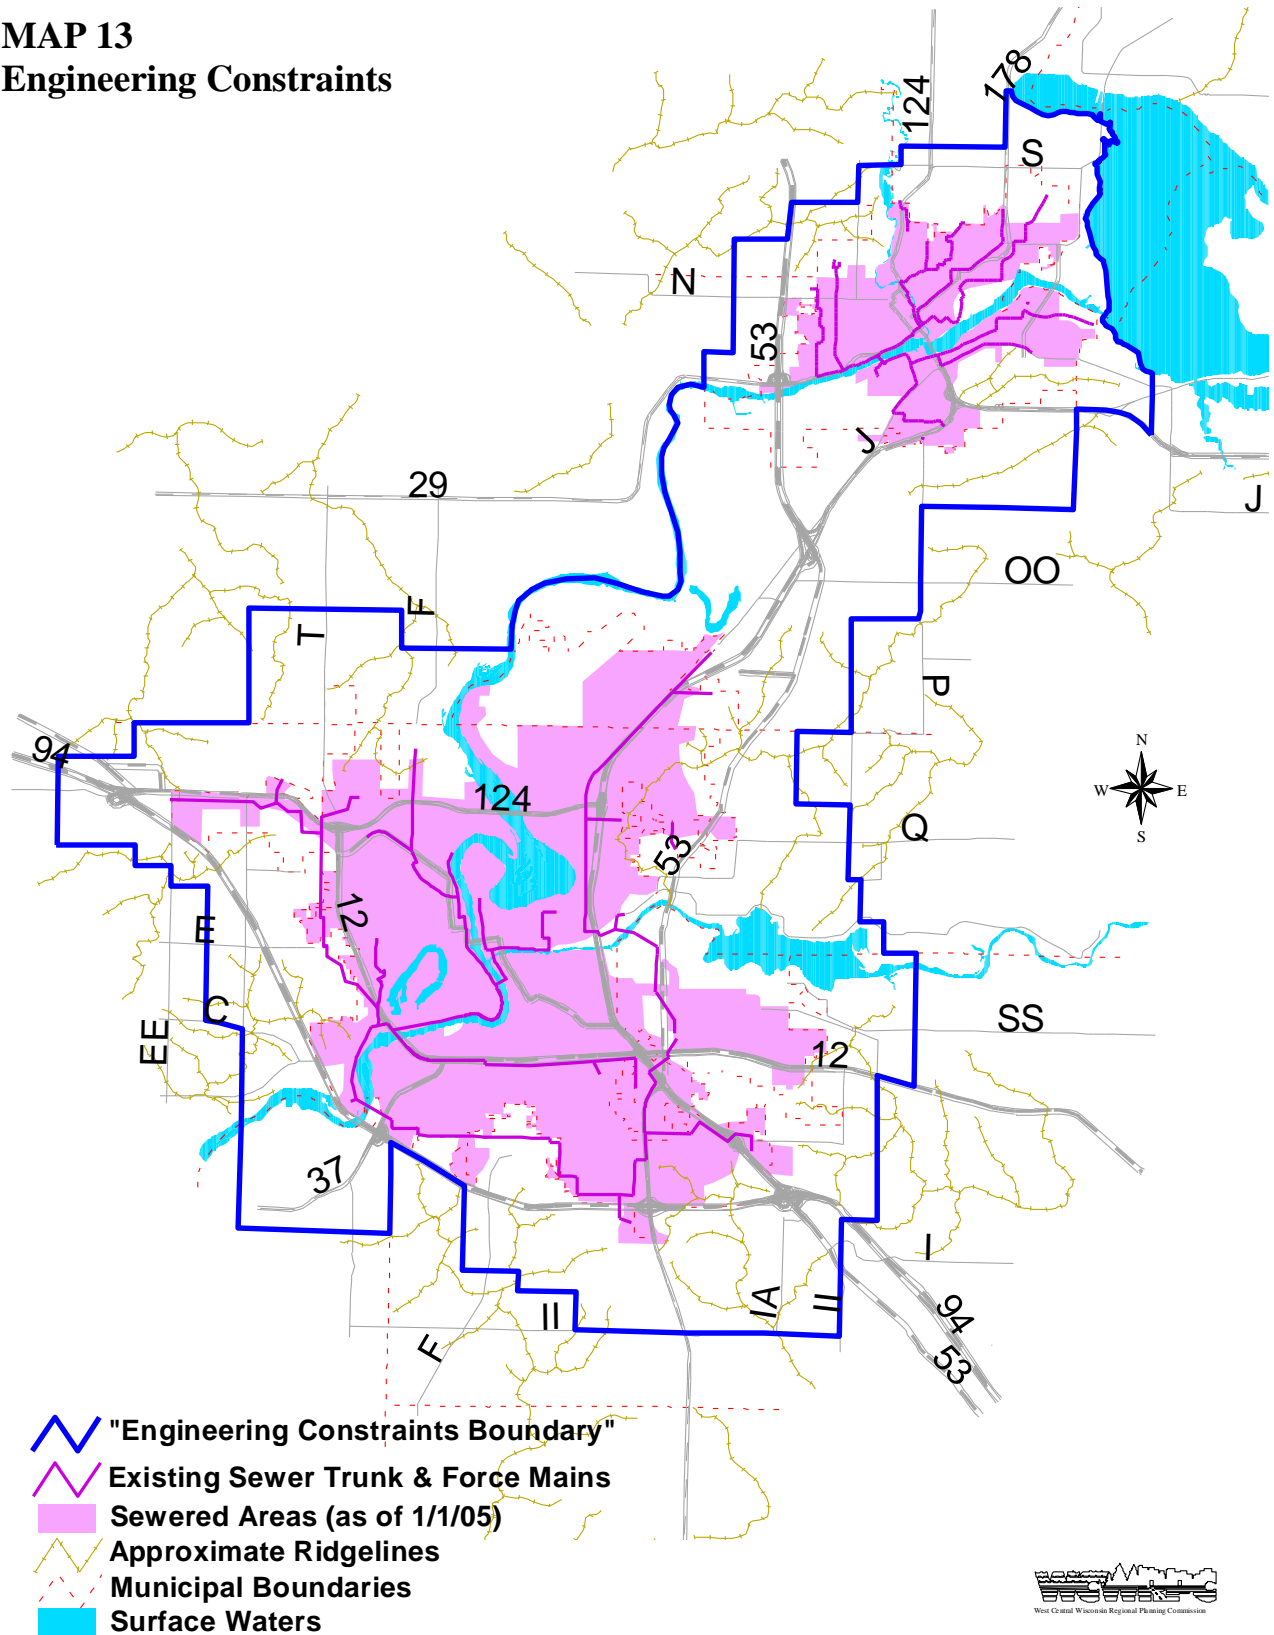 MAP 13
Engineering Constraints
178
124
S
N
53
J
29
J
OO
F
T
P
94
N
W E
S
124
Q
53
12
E
C
EE
SS
12
37
I
IA
II
II
94
F
53
"Engineering Constraints Boundary"
Existing Sewer Trunk & Force Mains
Sewered Areas (as of 1/1/05)
Approximate Ridgelines
Municipal Boundaries
Surface Waters
WCWRPC
West Central Wisconsin Regional Planning Commission